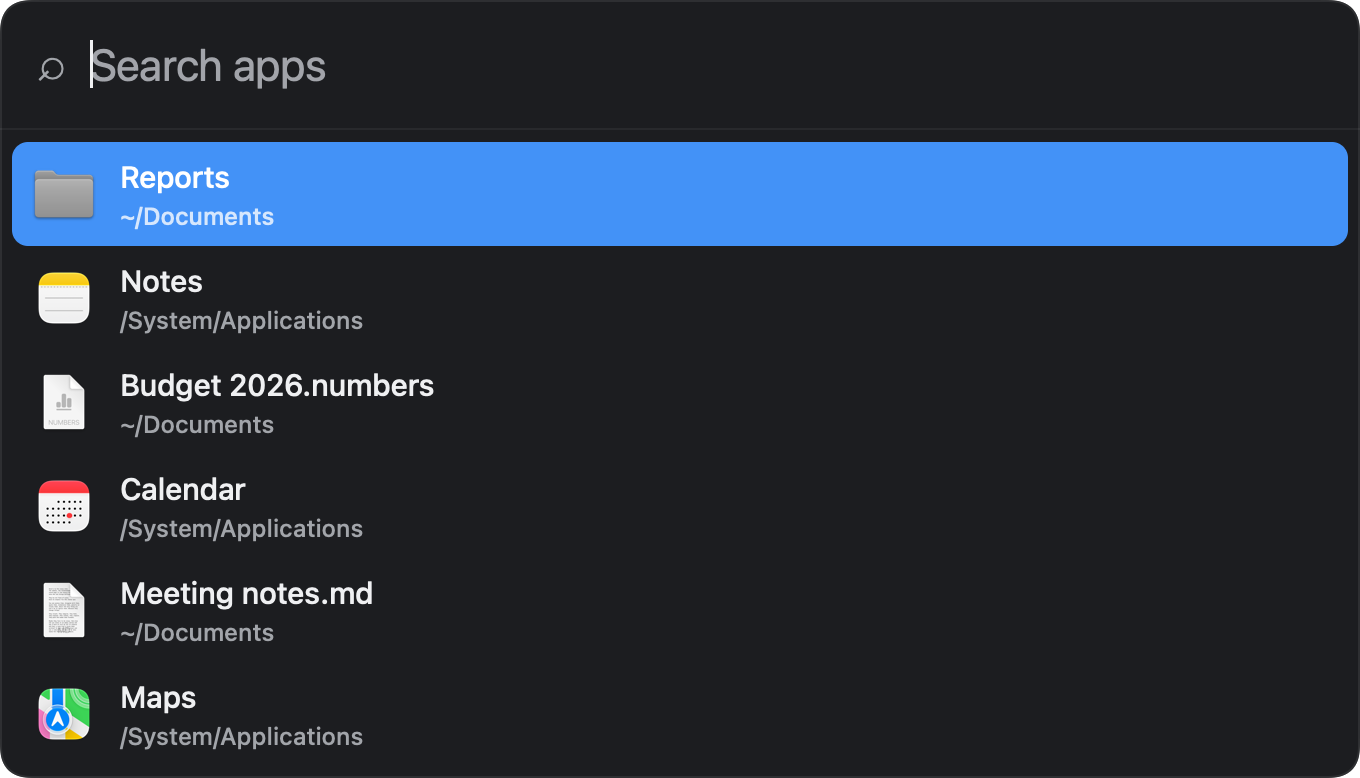 Search apps
Reports
~/Documents
Notes
/System/Applications
Budget 2026.numbers
~/Documents
NUMBERS
Calendar
/System/Applications
Meeting notes.md
~/Documents
Maps
/System/Applications